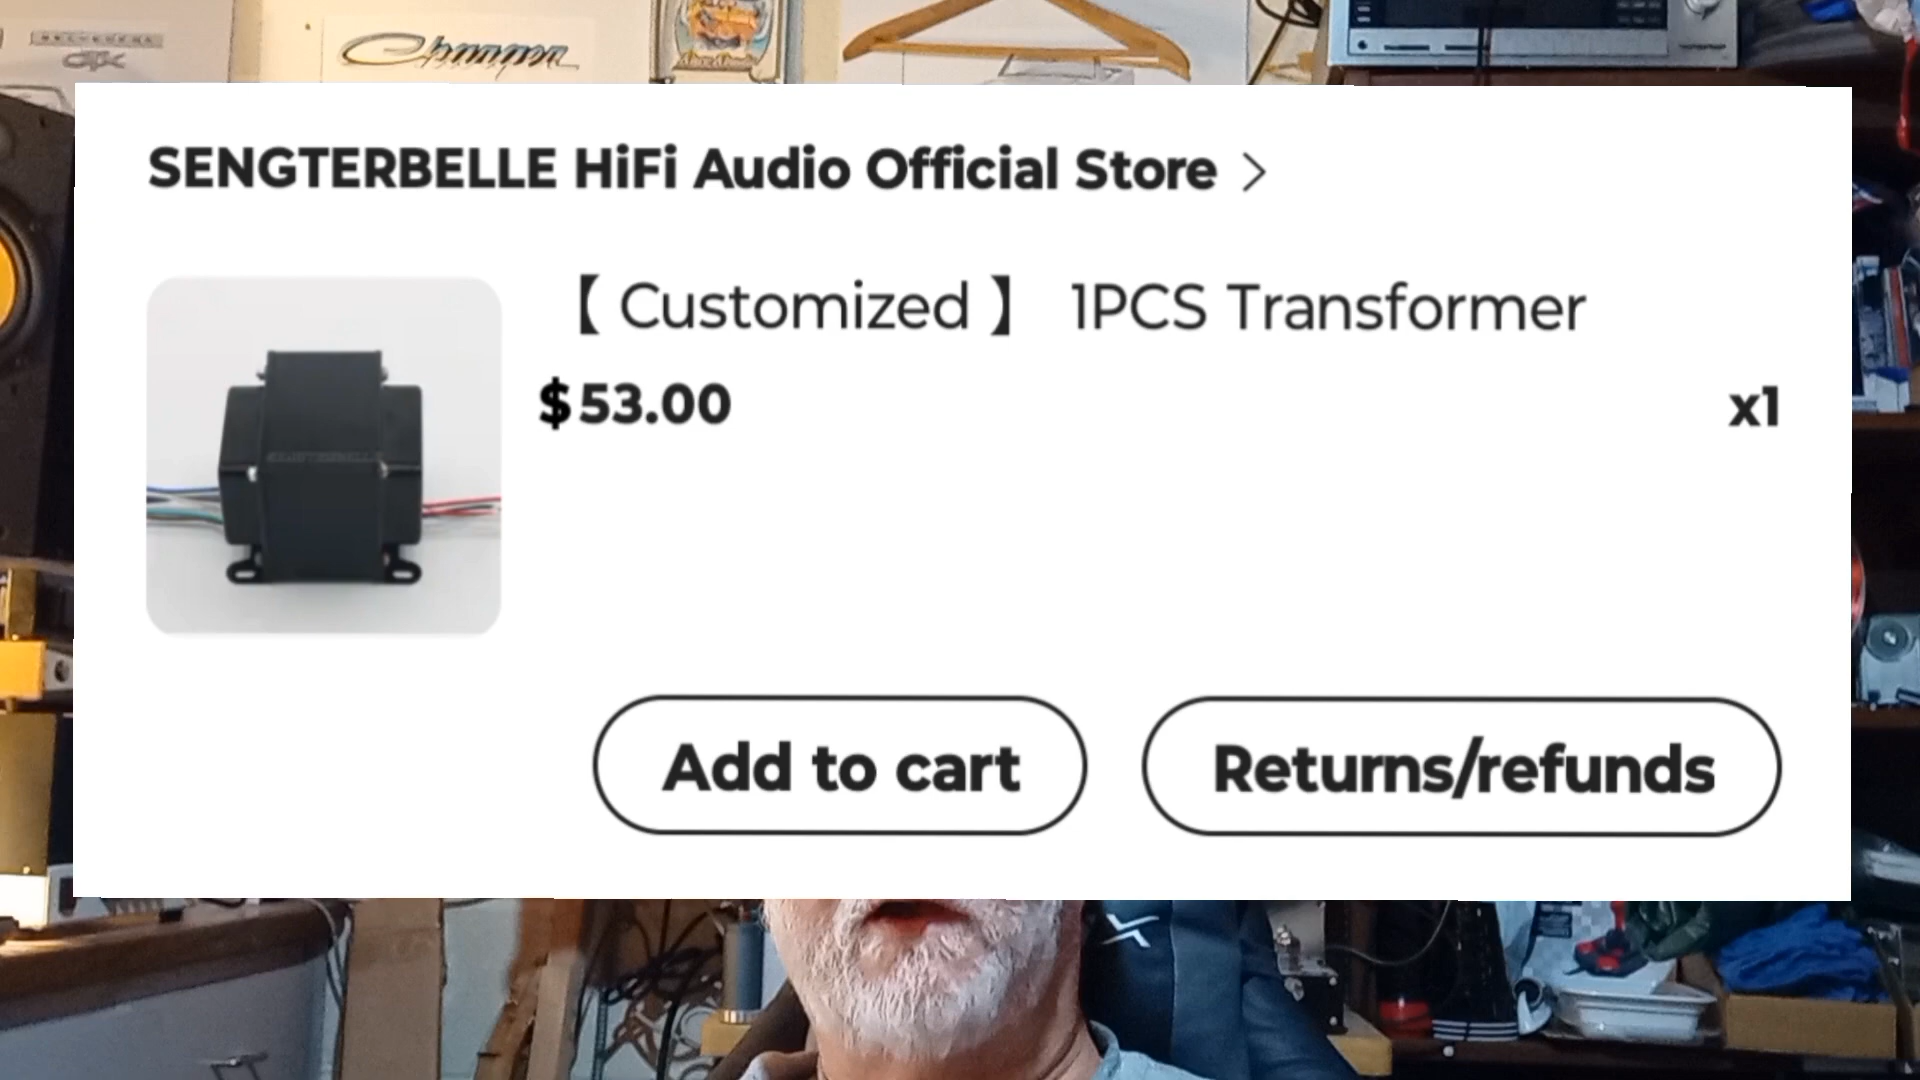 SENGTERBELLE HiFi Audio Official Store >
【 Customized 】 1PCS Transformer
$53.00
x1
Add to cart
Returns/refunds